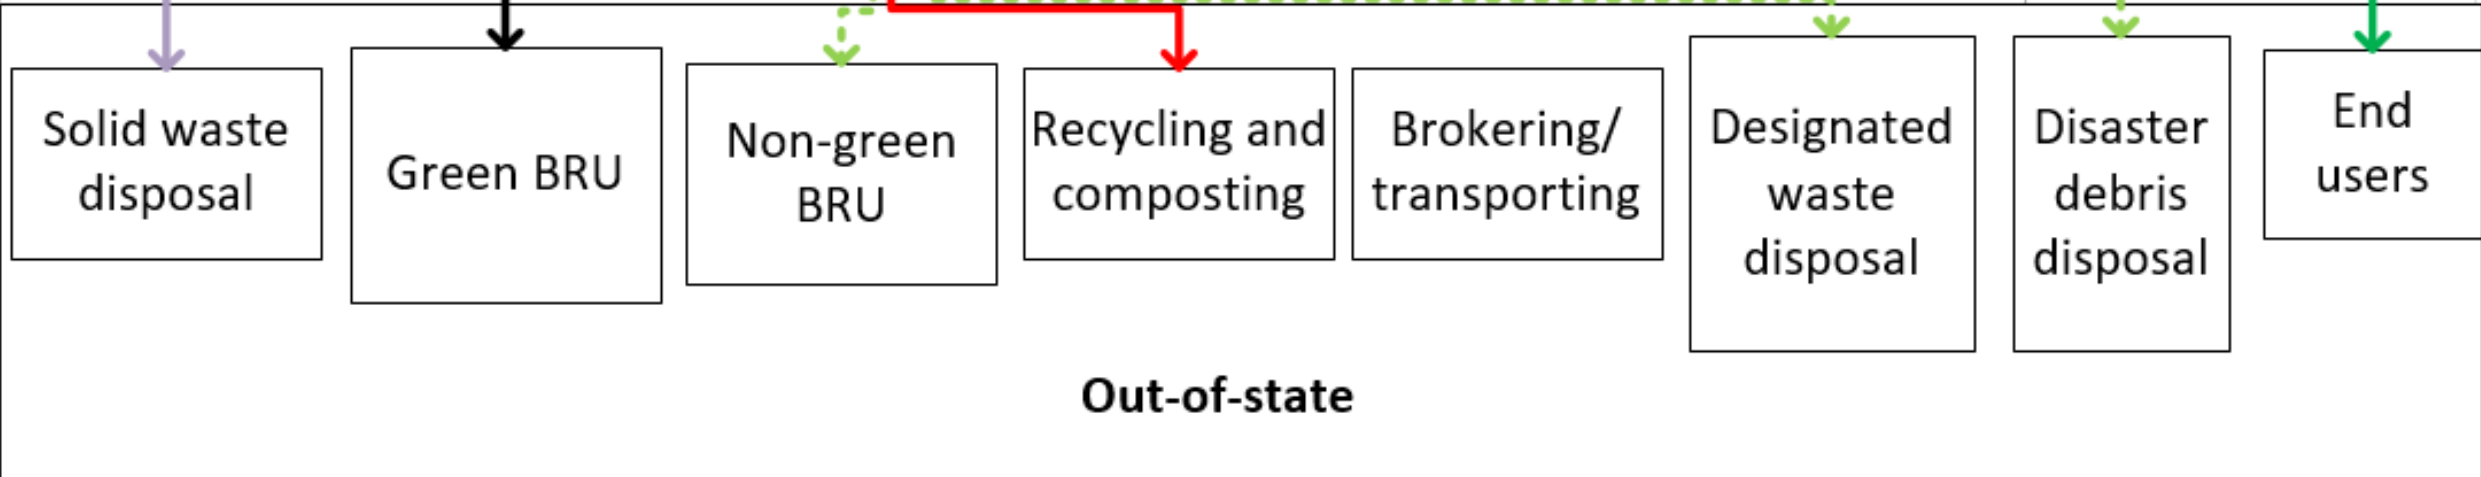 Solid waste
disposal
Green BRU
Non-green
BRU
Recycling and
composting
Brokering/
transporting
Designated
waste
disposal
Disaster
debris
disposal
End
users
Out-of-state